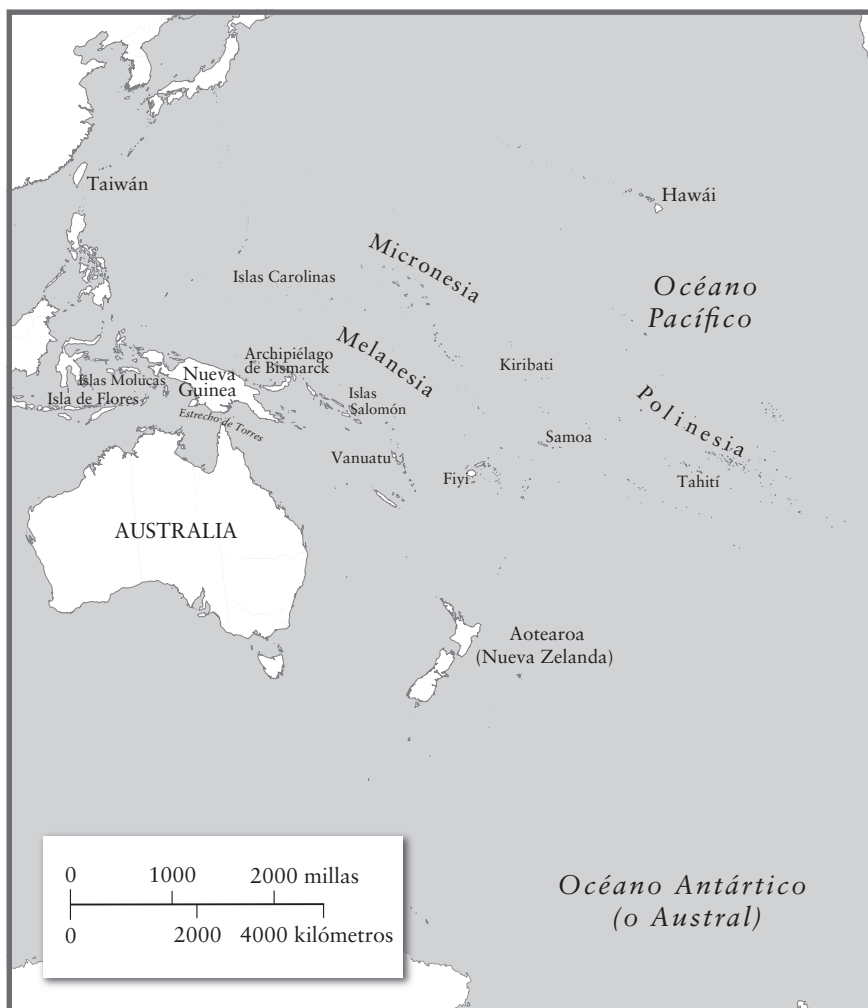 Taiwán
Hawái
Micronesia
Islas Carolinas
Océano
Pacífico
Melanesia
Archipiélago
de Bismarck
Kiribati
Nueva
Guinea
Islas Molucas
Isla de Flores
Islas
Salomón
Polinesia
Estrecho de Torres
Samoa
Vanuatu
Fiyi
Tahití
AUSTRALIA
Aotearoa
(Nueva Zelanda)
0 1000 2000 millas
0 2000 4000 kilómetros
Océano Antártico
(o Austral)